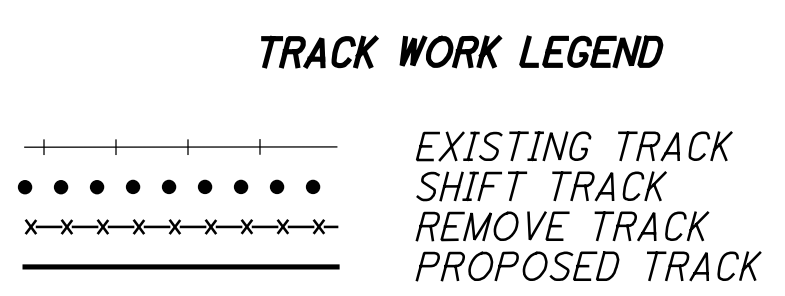 TRACK WORK LEGEND
EXISTING TRACK
SHIFT TRACK
REMOVE TRACK
PROPOSED TRACK